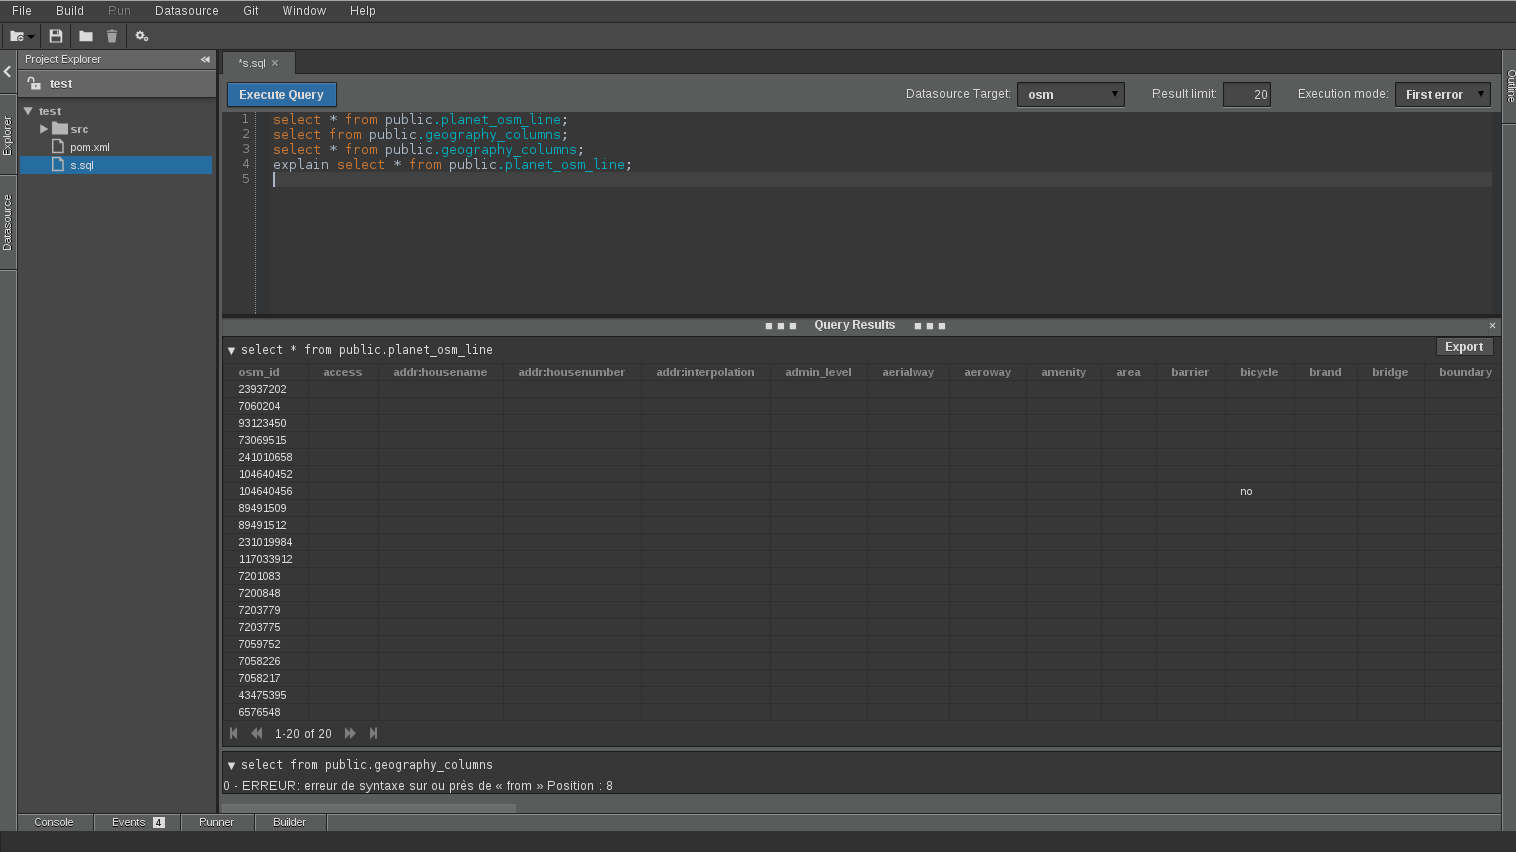 File Build Run Datasource Git Window Help
Project Explorer
*s.sql ×
test
Execute Query Datasource Target: osm Result limit: 20 Execution mode: First error
Explorer
Datasource
Outline
test
src
pom.xml
s.sql
1 select * from public.planet_osm_line;
2 select from public.geography_columns;
3 select * from public.geography_columns;
4 explain select * from public.planet_osm_line;
5
Query Results ×
select * from public.planet_osm_line Export
osm_id access addr:housename addr:housenumber addr:interpolation admin_level aerialway aeroway amenity area barrier bicycle brand bridge boundary
23937202
7060204
93123450
73069515
241010658
104640452
104640456 no
89491509
89491512
231019984
117033912
7201083
7200848
7203779
7203775
7059752
7058226
7058217
43475395
6576548
1-20 of 20
select from public.geography_columns
0 - ERREUR: erreur de syntaxe sur ou près de « from » Position : 8
Console Events 4 Runner Builder